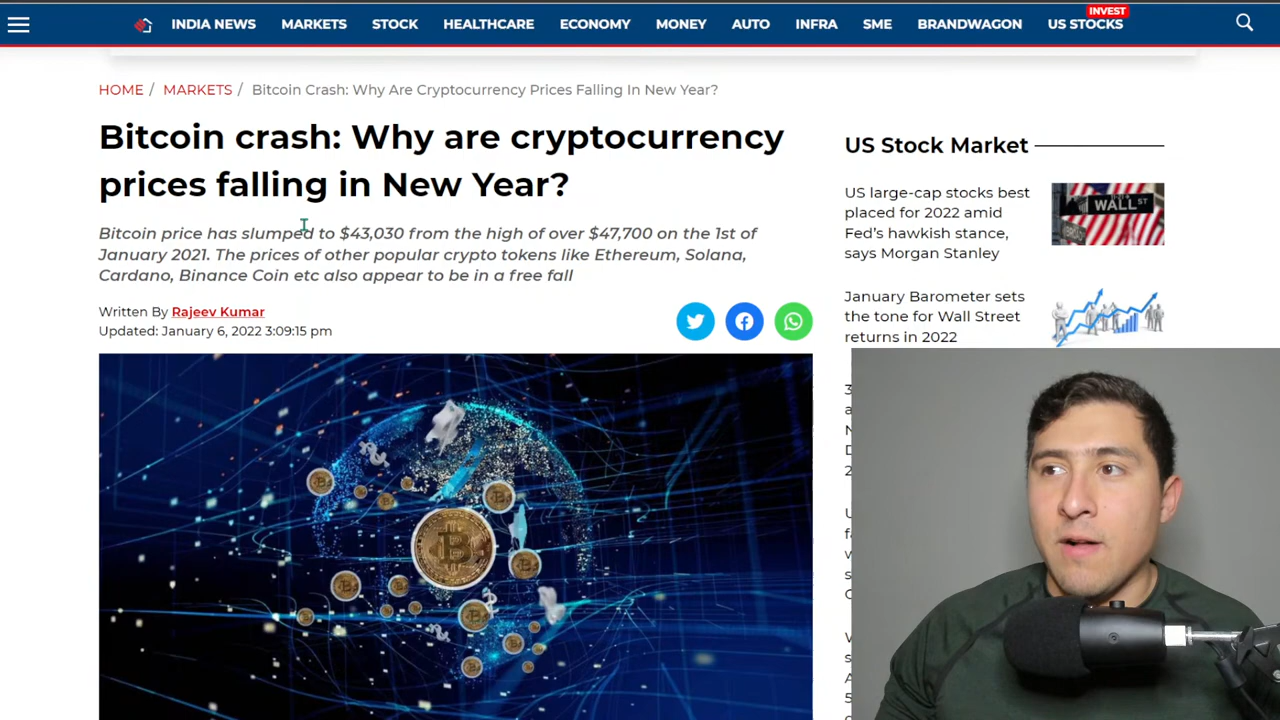 INDIA NEWS MARKETS STOCK HEALTHCARE ECONOMY MONEY AUTO INFRA SME BRANDWAGON US STOCKS INVEST
HOME / MARKETS / Bitcoin Crash: Why Are Cryptocurrency Prices Falling In New Year?
Bitcoin crash: Why are cryptocurrency
prices falling in New Year?
Bitcoin price has slumped to $43,030 from the high of over $47,700 on the 1st of
January 2021. The prices of other popular crypto tokens like Ethereum, Solana,
Cardano, Binance Coin etc also appear to be in a free fall
Written By Rajeev Kumar
Updated: January 6, 2022 3:09:15 pm
US Stock Market
US large-cap stocks best
placed for 2022 amid
Fed's hawkish stance,
says Morgan Stanley
WALL ST
January Barometer sets
the tone for Wall Street
returns in 2022